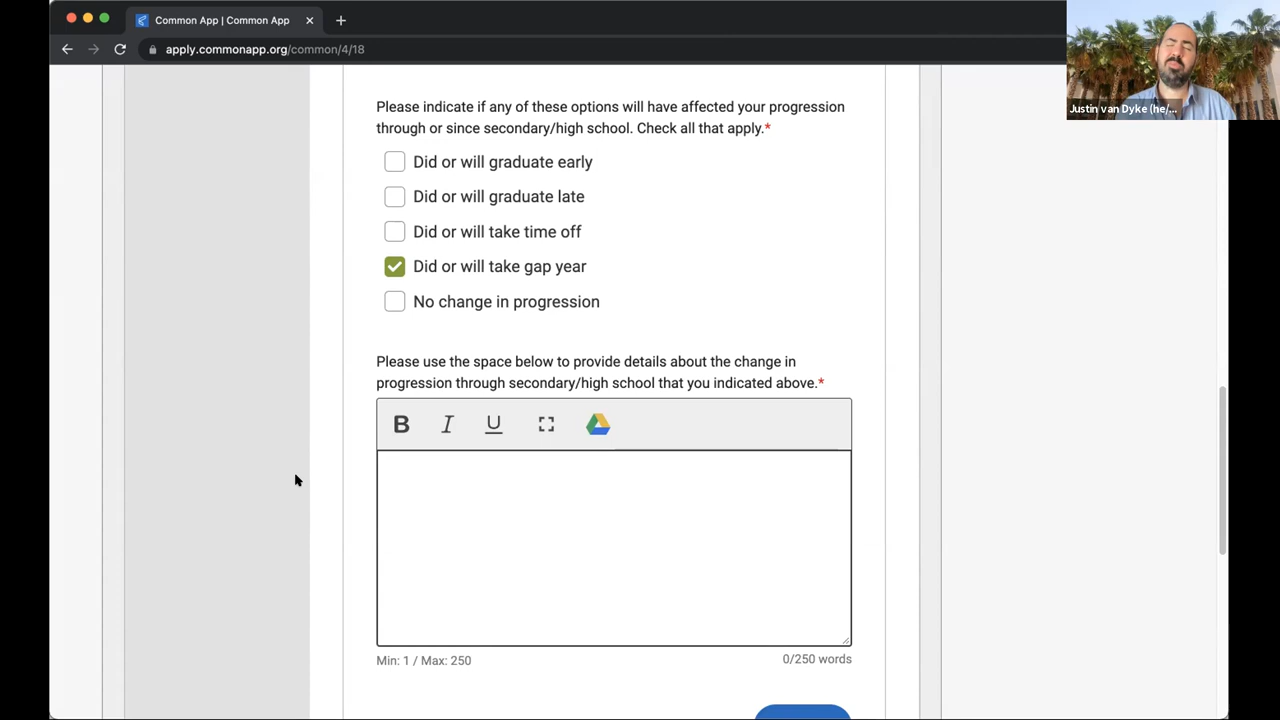 Common App | Common App
apply.commonapp.org/common/4/18
Justin van Dyke (he/...
Please indicate if any of these options will have affected your progression
through or since secondary/high school. Check all that apply.*
Did or will graduate early
Did or will graduate late
Did or will take time off
Did or will take gap year
No change in progression
Please use the space below to provide details about the change in
progression through secondary/high school that you indicated above.*
B I U
Min: 1 / Max: 250
0/250 words